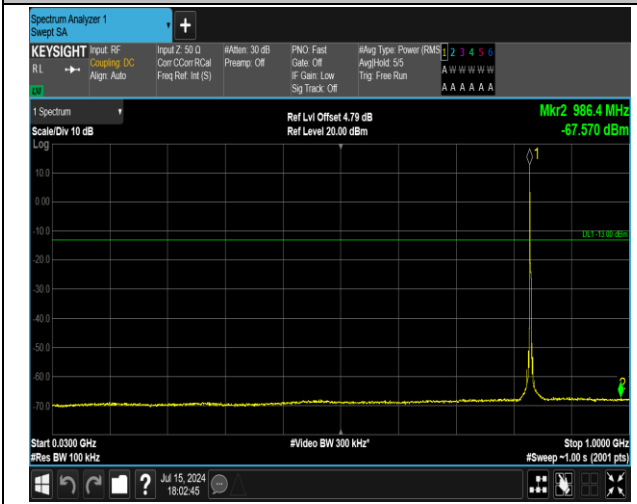 Spectrum Analyzer 1
Swept SA
+
KEYSIGHT
RL
LXI
Input: RF
Coupling: DC
Align: Auto
Input Z: 50 Ω
Corr CCorr RCal
Freq Ref: Int (S)
#Atten: 30 dB
Preamp: Off
PNO: Fast
Gate: Off
IF Gain: Low
Sig Track: Off
#Avg Type: Power (RMS
Avg|Hold: 5/5
Trig: Free Run
1 2 3 4 5 6
A W W W W W
A A A A A A
1 Spectrum
Scale/Div 10 dB
Ref Lvl Offset 4.79 dB
Ref Level 20.00 dBm
Mkr2 986.4 MHz
-67.570 dBm
Log
1
10.0
0.00
-10.0
DL1 -13.00 dBm
-20.0
-30.0
-40.0
-50.0
-60.0
2
-70.0
Start 0.0300 GHz
#Res BW 100 kHz
#Video BW 300 kHz*
Stop 1.0000 GHz
#Sweep ~1.00 s (2001 pts)
?
Jul 15, 2024
18:02:45